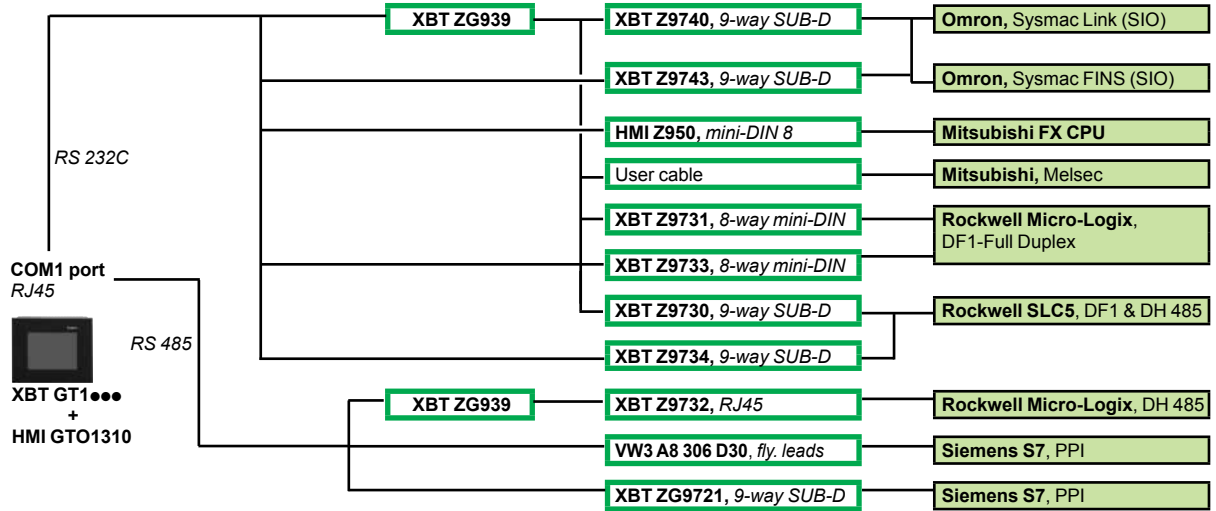 XBT ZG939
XBT Z9740, 9-way SUB-D
Omron, Sysmac Link (SIO)
XBT Z9743, 9-way SUB-D
Omron, Sysmac FINS (SIO)
HMI Z950, mini-DIN 8
Mitsubishi FX CPU
RS 232C
User cable
Mitsubishi, Melsec
XBT Z9731, 8-way mini-DIN
Rockwell Micro-Logix,
DF1-Full Duplex
XBT Z9733, 8-way mini-DIN
COM1 port
RJ45
XBT Z9730, 9-way SUB-D
Rockwell SLC5, DF1 & DH 485
RS 485
XBT Z9734, 9-way SUB-D
XBT GT1●●●
+
HMI GTO1310
XBT ZG939
XBT Z9732, RJ45
Rockwell Micro-Logix, DH 485
VW3 A8 306 D30, fly. leads
Siemens S7, PPI
XBT ZG9721, 9-way SUB-D
Siemens S7, PPI